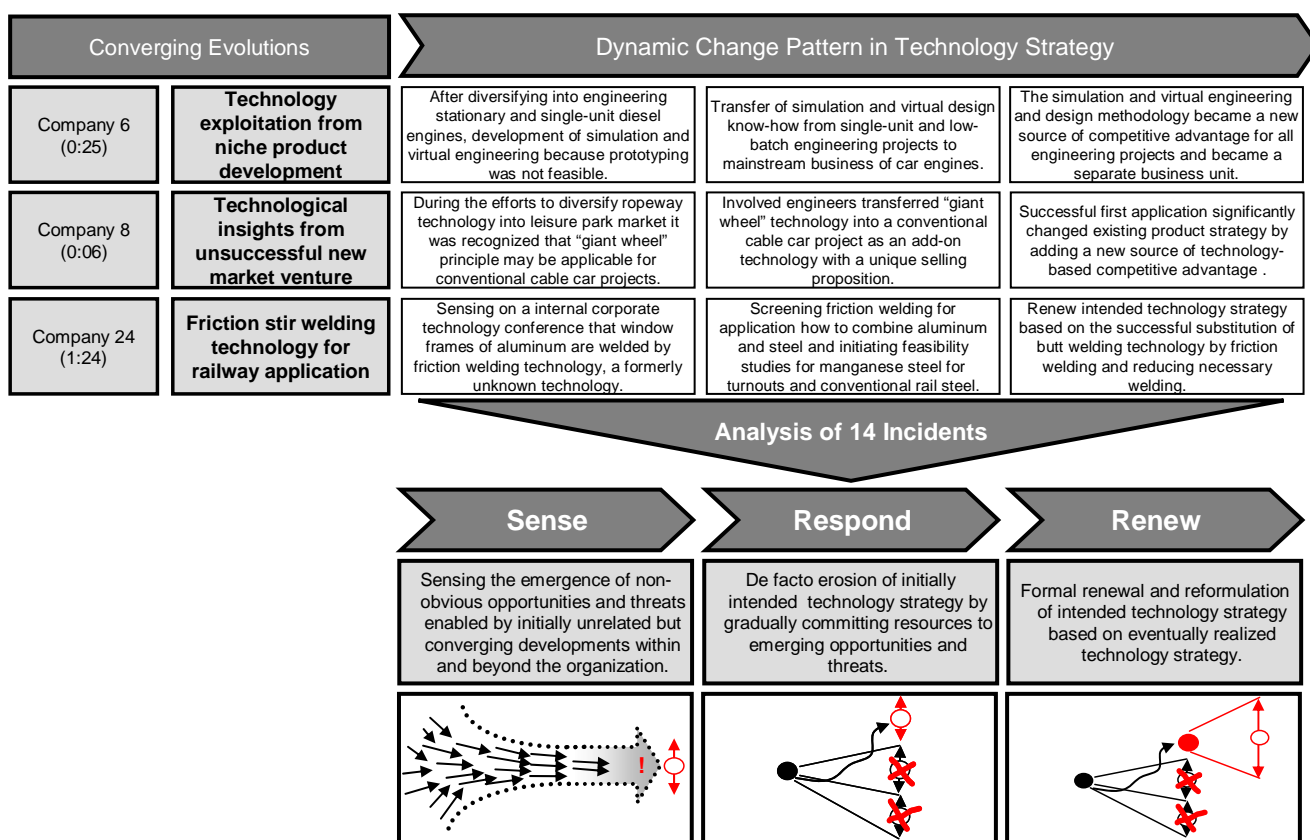 Converging Evolutions
Dynamic Change Pattern in Technology Strategy
Company 6
(0:25)
Technology
exploitation from
niche product
development
After diversifying into engineering
stationary and single-unit diesel
engines, development of simulation and
virtual engineering because prototyping
was not feasible.
Transfer of simulation and virtual design
know-how from single-unit and low-
batch engineering projects to
mainstream business of car engines.
The simulation and virtual engineering
and design methodology became a new
source of competitive advantage for all
engineering projects and became a
separate business unit.
Company 8
(0:06)
Technological
insights from
unsuccessful new
market venture
During the efforts to diversify ropeway
technology into leisure park market it
was recognized that “giant wheel”
principle may be applicable for
conventional cable car projects.
Involved engineers transferred “giant
wheel” technology into a conventional
cable car project as an add-on
technology with a unique selling
proposition.
Successful first application significantly
changed existing product strategy by
adding a new source of technology-
based competitive advantage .
Company 24
(1:24)
Friction stir welding
technology for
railway application
Sensing on a internal corporate
technology conference that window
frames of aluminum are welded by
friction welding technology, a formerly
unknown technology.
Screening friction welding for
application how to combine aluminum
and steel and initiating feasibility
studies for manganese steel for
turnouts and conventional rail steel.
Renew intended technology strategy
based on the successful substitution of
butt welding technology by friction
welding and reducing necessary
welding.
Analysis of 14 Incidents
Sense
Respond
Renew
Sensing the emergence of non-
obvious opportunities and threats
enabled by initially unrelated but
converging developments within
and beyond the organization.
De facto erosion of initially
intended technology strategy by
gradually committing resources to
emerging opportunities and
threats.
Formal renewal and reformulation
of intended technology strategy
based on eventually realized
technology strategy.
!